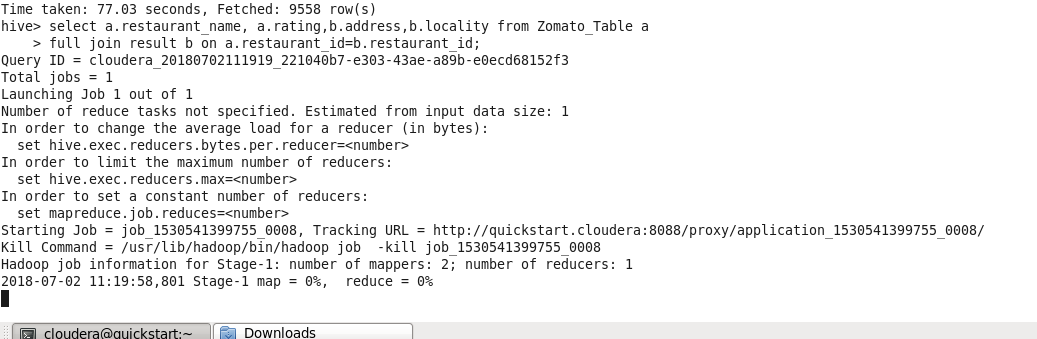 Time taken: 77.03 seconds, Fetched: 9558 row(s)
hive> select a.restaurant_name, a.rating,b.address,b.locality from Zomato_Table a
    > full join result b on a.restaurant_id=b.restaurant_id;
Query ID = cloudera_20180702111919_221040b7-e303-43ae-a89b-e0ecd68152f3
Total jobs = 1
Launching Job 1 out of 1
Number of reduce tasks not specified. Estimated from input data size: 1
In order to change the average load for a reducer (in bytes):
  set hive.exec.reducers.bytes.per.reducer=<number>
In order to limit the maximum number of reducers:
  set hive.exec.reducers.max=<number>
In order to set a constant number of reducers:
  set mapreduce.job.reduces=<number>
Starting Job = job_1530541399755_0008, Tracking URL = http://quickstart.cloudera:8088/proxy/application_1530541399755_0008/
Kill Command = /usr/lib/hadoop/bin/hadoop job  -kill job_1530541399755_0008
Hadoop job information for Stage-1: number of mappers: 2; number of reducers: 1
2018-07-02 11:19:58,801 Stage-1 map = 0%,  reduce = 0%
cloudera@quickstart:~
Downloads